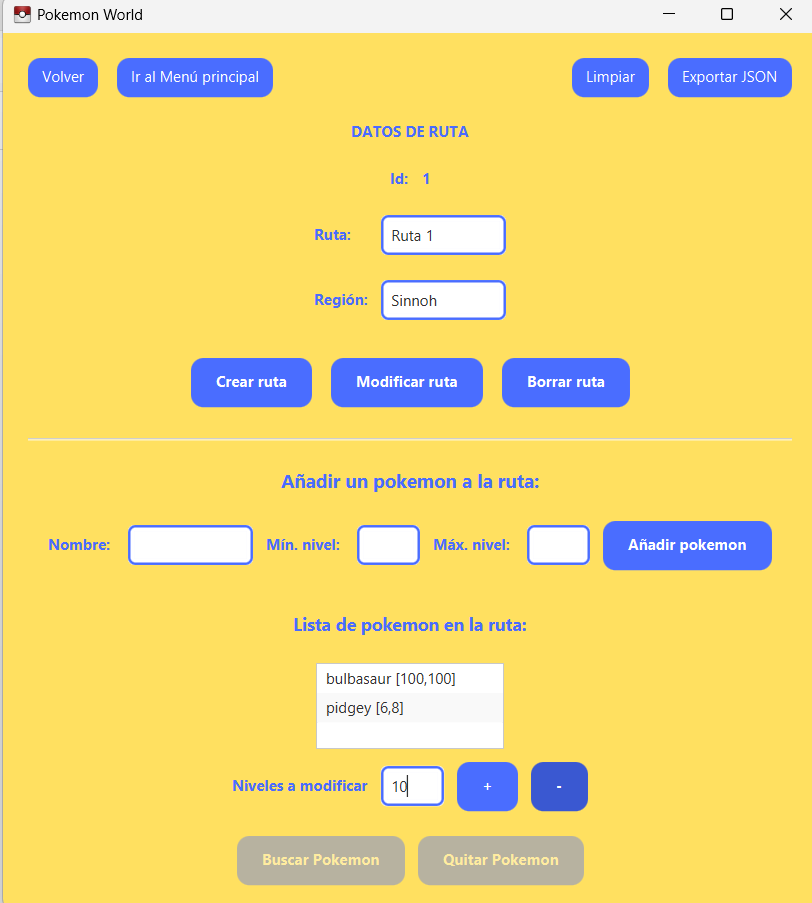 Pokemon World
Volver
Ir al Menú principal
Limpiar
Exportar JSON
DATOS DE RUTA
Id: 1
Ruta: Ruta 1
Región: Sinnoh
Crear ruta
Modificar ruta
Borrar ruta
Añadir un pokemon a la ruta:
Nombre:
Mín. nivel:
Máx. nivel:
Añadir pokemon
Lista de pokemon en la ruta:
bulbasaur [100,100]
pidgey [6,8]
Niveles a modificar 10 + -
Buscar Pokemon
Quitar Pokemon